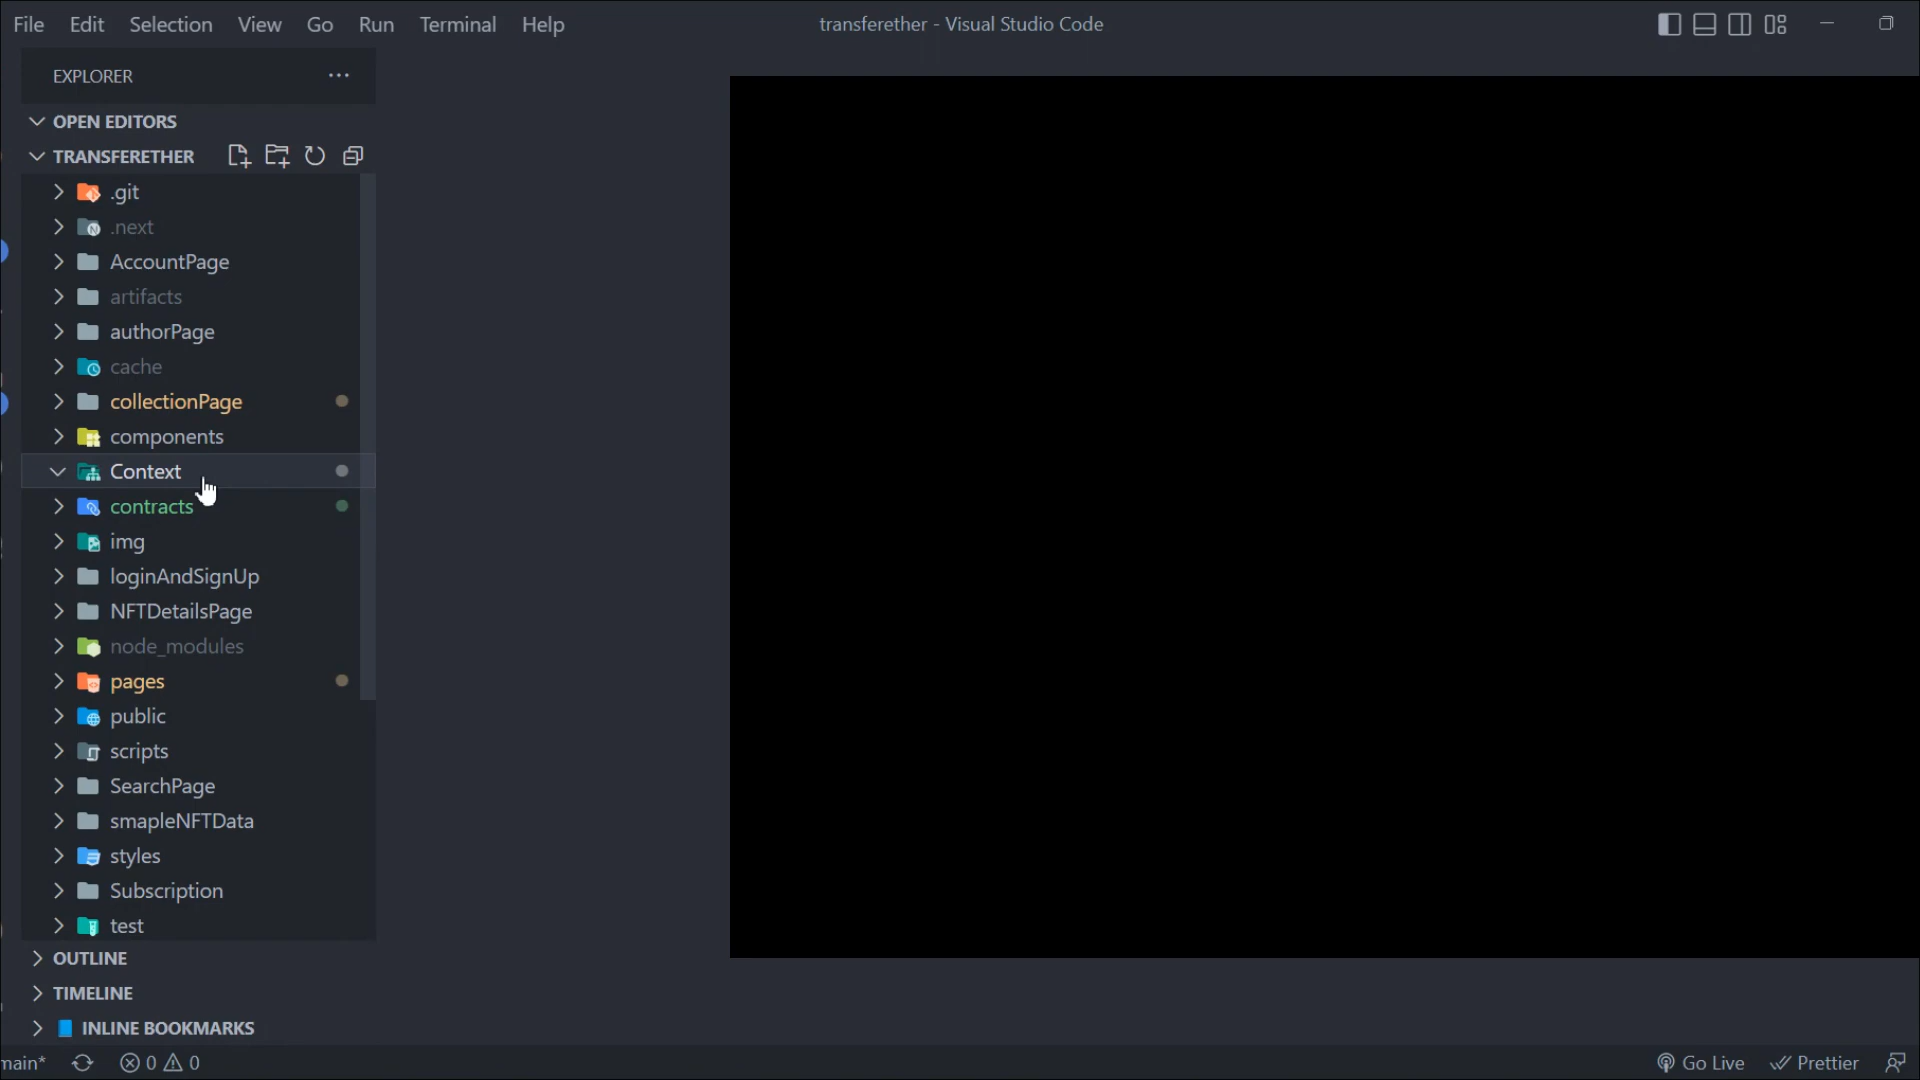 File Edit Selection View Go Run Terminal Help
transferether - Visual Studio Code
EXPLORER
OPEN EDITORS
TRANSFERETHER
.git
.next
AccountPage
artifacts
authorPage
cache
collectionPage
components
Context
contracts
img
loginAndSignUp
NFTDetailsPage
node_modules
pages
public
scripts
SearchPage
smapleNFTData
styles
Subscription
test
OUTLINE
TIMELINE
INLINE BOOKMARKS
main* 0 0 Go Live Prettier